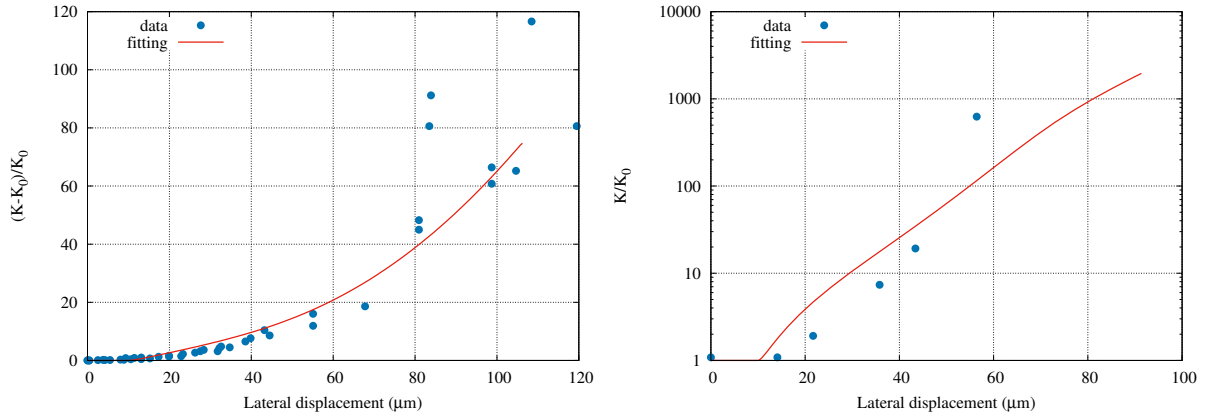 data
fitting
(K-K0)/K0
120
100
80
60
40
20
0
0 20 40 60 80 100 120
Lateral displacement (μm)
data
fitting
K/K0
10000
1000
100
10
1
0 20 40 60 80 100
Lateral displacement (μm)